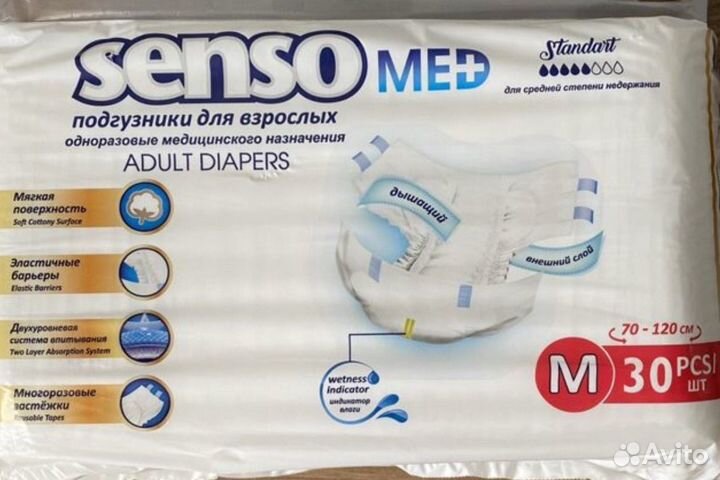 senso MED
Standart
для средней степени недержания
подгузники для взрослых
одноразовые медицинского назначения
ADULT DIAPERS
Мягкая
поверхность
Soft Cottony Surface
Эластичные
барьеры
Elastic Barriers
Двухуровневая
система впитывания
Two Layer Absorption System
Многоразовые
застёжки
Reusable Tapes
дышащий
внешний слой
wetness
indicator
индикатор
влаги
70 - 120 см
M 30 PCS/
ШТ
Avito